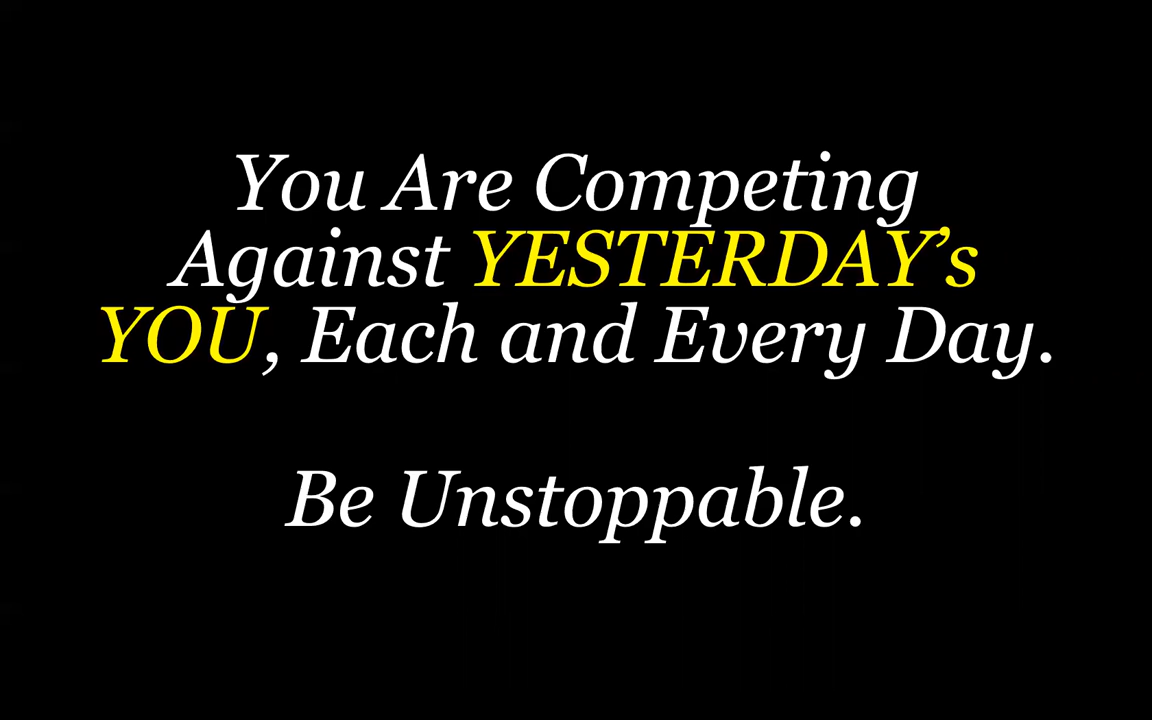 You Are Competing
Against YESTERDAY’s
YOU, Each and Every Day.
Be Unstoppable.